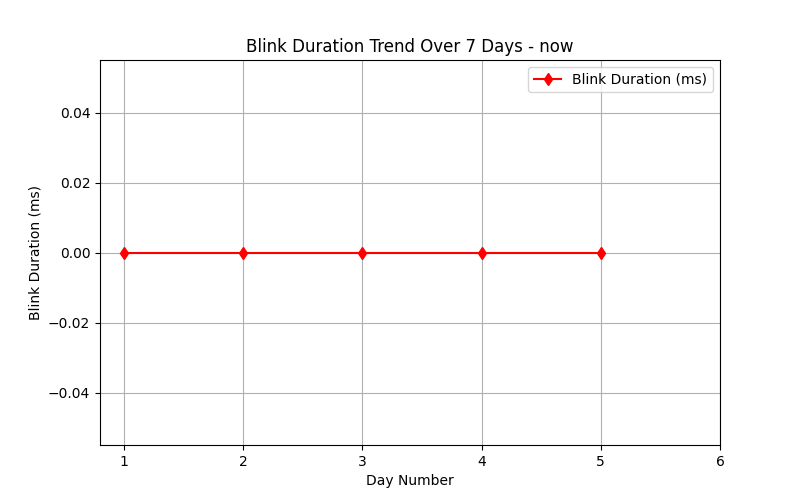 Blink Duration Trend Over 7 Days - now
Blink Duration (ms)
0.04
0.02
0.00
−0.02
−0.04
Blink Duration (ms)
1 2 3 4 5 6
Day Number